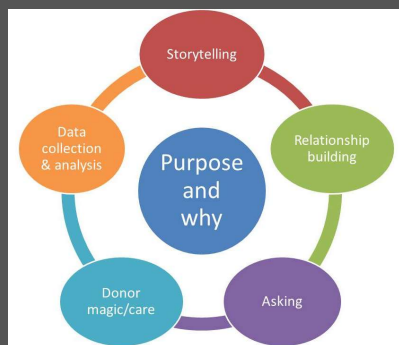 Storytelling
Relationship
building
Asking
Donor
magic/care
Data
collection
& analysis
Purpose
and
why